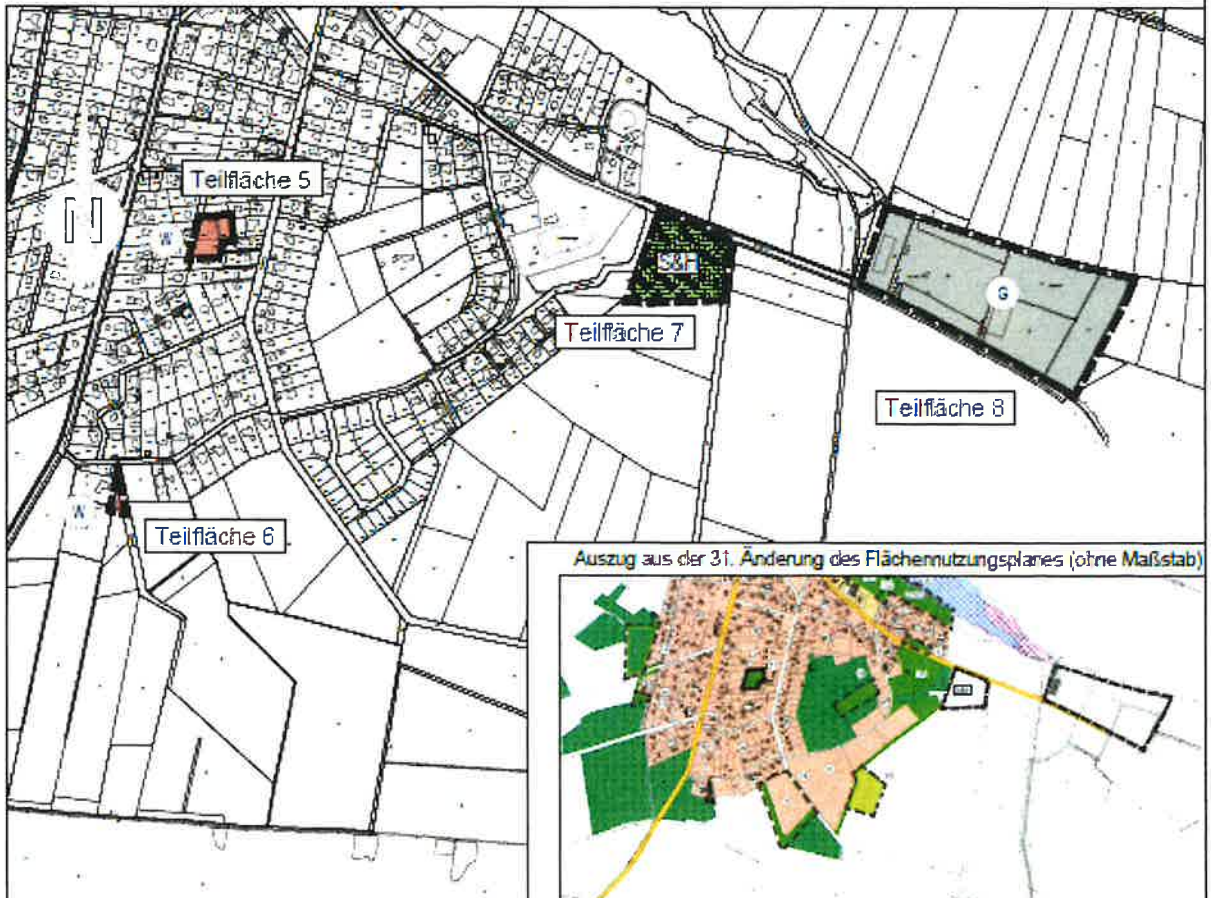 Teilfläche 5
W
S&H
G
Teilfläche 7
Teilfläche 8
W
Teilfläche 6
Auszug aus der 31. Änderung des Flächennutzungsplanes (ohne Maßstab)